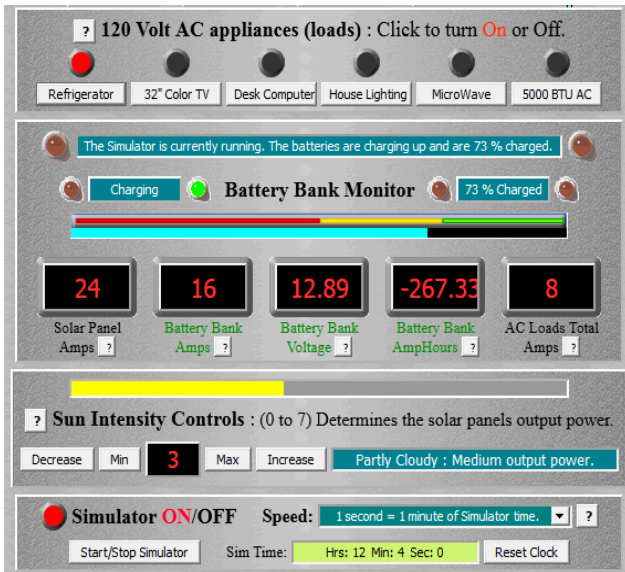 ? 120 Volt AC appliances (loads) : Click to turn On or Off.
Refrigerator 32" Color TV Desk Computer House Lighting MicroWave 5000 BTU AC
The Simulator is currently running. The batteries are charging up and are 73 % charged.
Charging Battery Bank Monitor 73 % Charged
24 16 12.89 -267.33 8
Solar Panel Battery Bank Battery Bank Battery Bank AC Loads Total
Amps ? Amps ? Voltage ? AmpHours ? Amps ?
? Sun Intensity Controls : (0 to 7) Determines the solar panels output power.
Decrease Min 3 Max Increase Partly Cloudy : Medium output power.
Simulator ON/OFF Speed: 1 second = 1 minute of Simulator time. ?
Start/Stop Simulator Sim Time: Hrs: 12 Min: 4 Sec: 0 Reset Clock